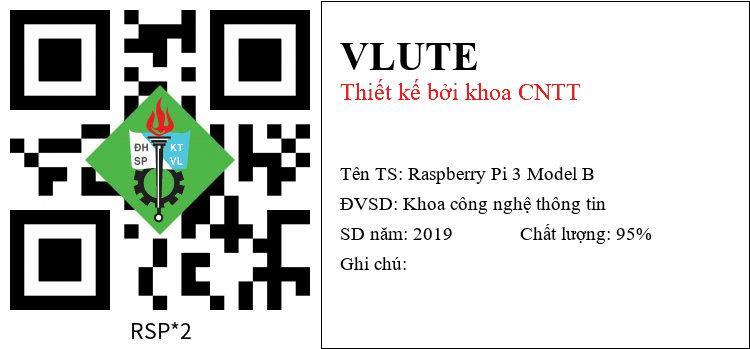 ĐH KT
SP VL
RSP*2
VLUTE
Thiết kế bởi khoa CNTT
Tên TS: Raspberry Pi 3 Model B
ĐVSD: Khoa công nghệ thông tin
SD năm: 2019 Chất lượng: 95%
Ghi chú: